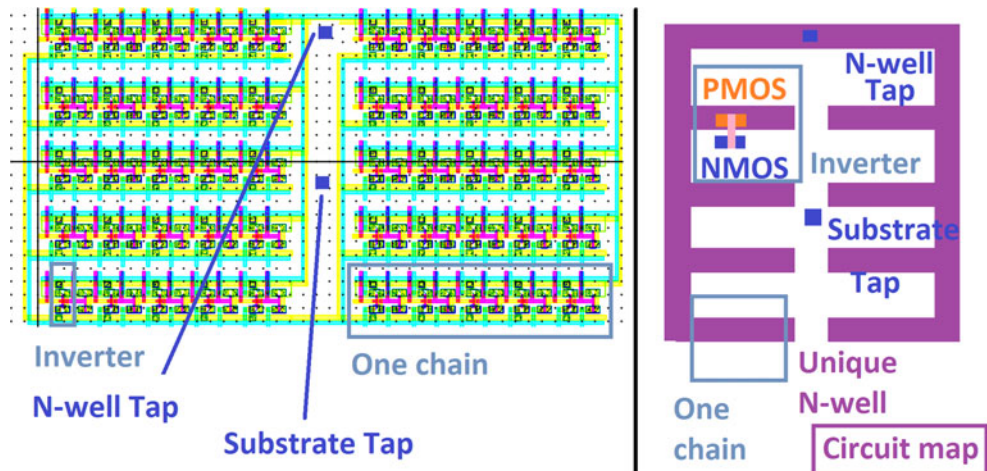 Inverter
N-well Tap
Substrate Tap
One chain
N-well
Tap
PMOS
NMOS
Inverter
Substrate
Tap
One
chain
Unique
N-well
Circuit map